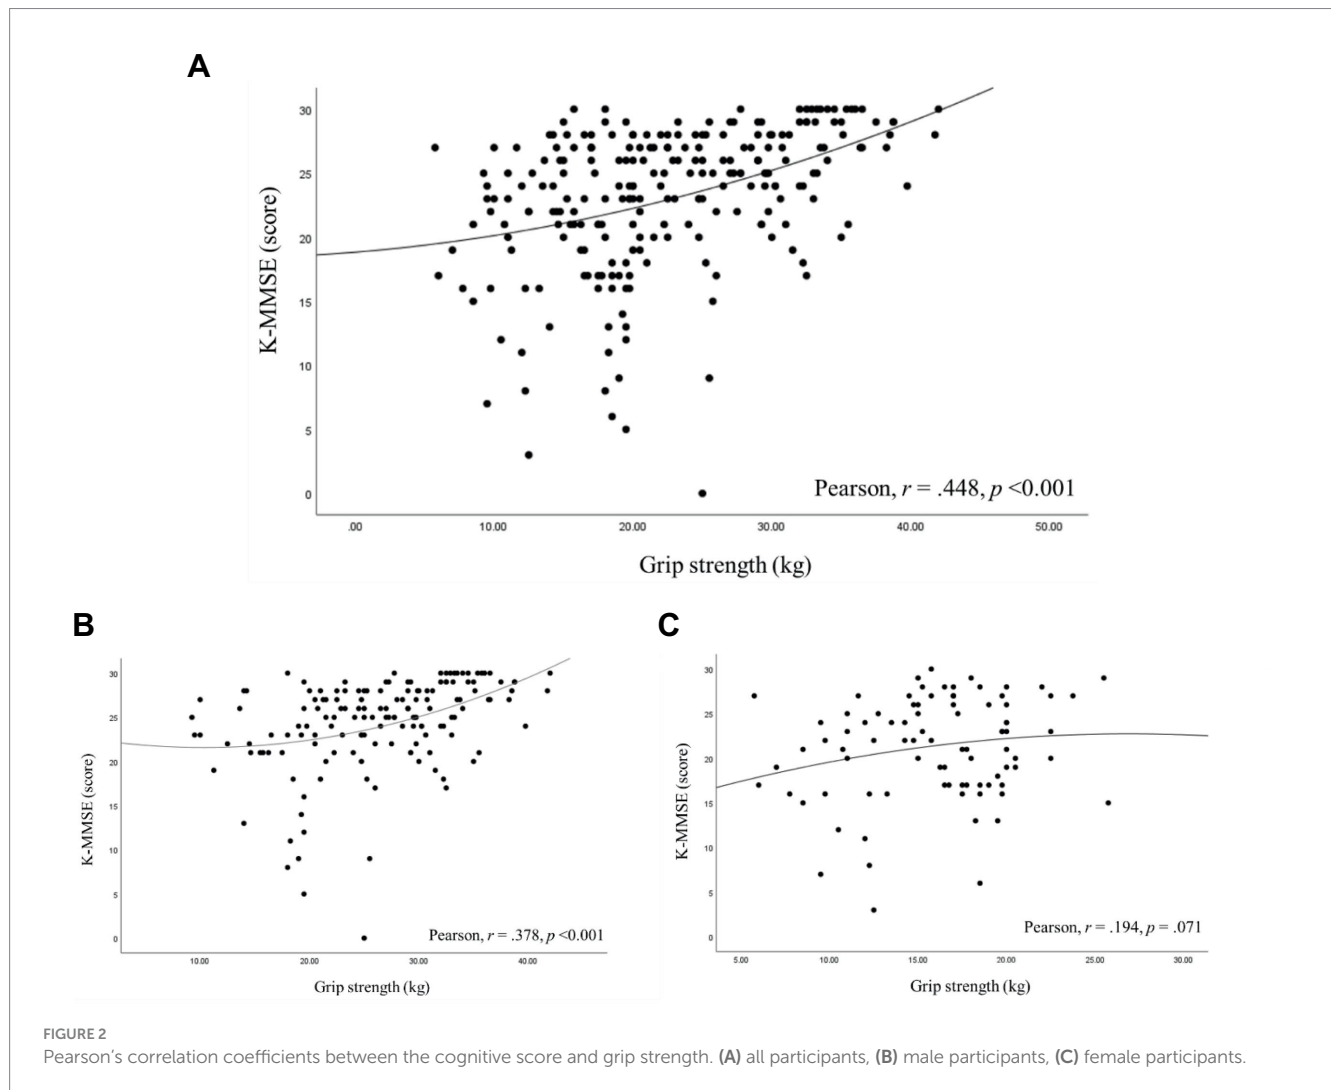 A
K-MMSE (score)
30
25
20
15
10
5
0
Pearson, r = .448, p <0.001
.00 10.00 20.00 30.00 40.00 50.00
Grip strength (kg)
B
K-MMSE (score)
30
25
20
15
10
5
0
Pearson, r = .378, p <0.001
10.00 20.00 30.00 40.00
Grip strength (kg)
C
K-MMSE (score)
30
25
20
15
10
5
0
Pearson, r = .194, p = .071
5.00 10.00 15.00 20.00 25.00 30.00
Grip strength (kg)
FIGURE 2
Pearson's correlation coefficients between the cognitive score and grip strength. (A) all participants, (B) male participants, (C) female participants.